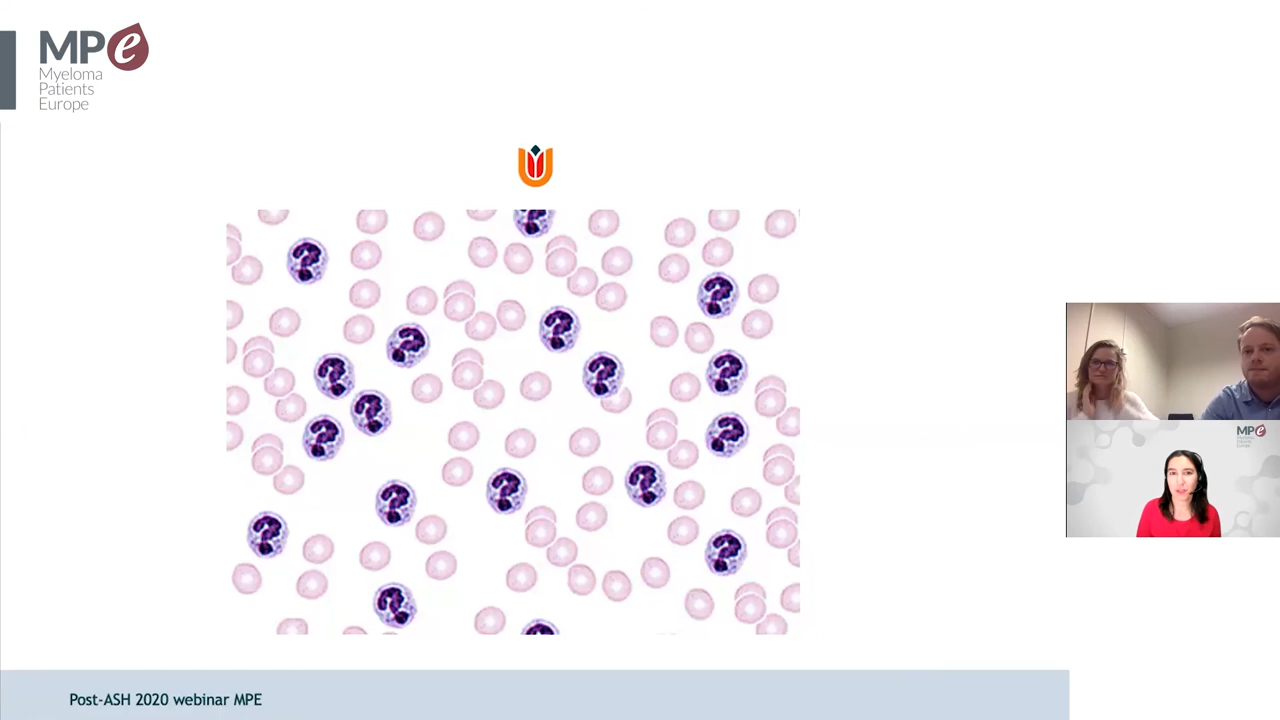 MPe
Myeloma
Patients
Europe
MPe
Post-ASH 2020 webinar MPE